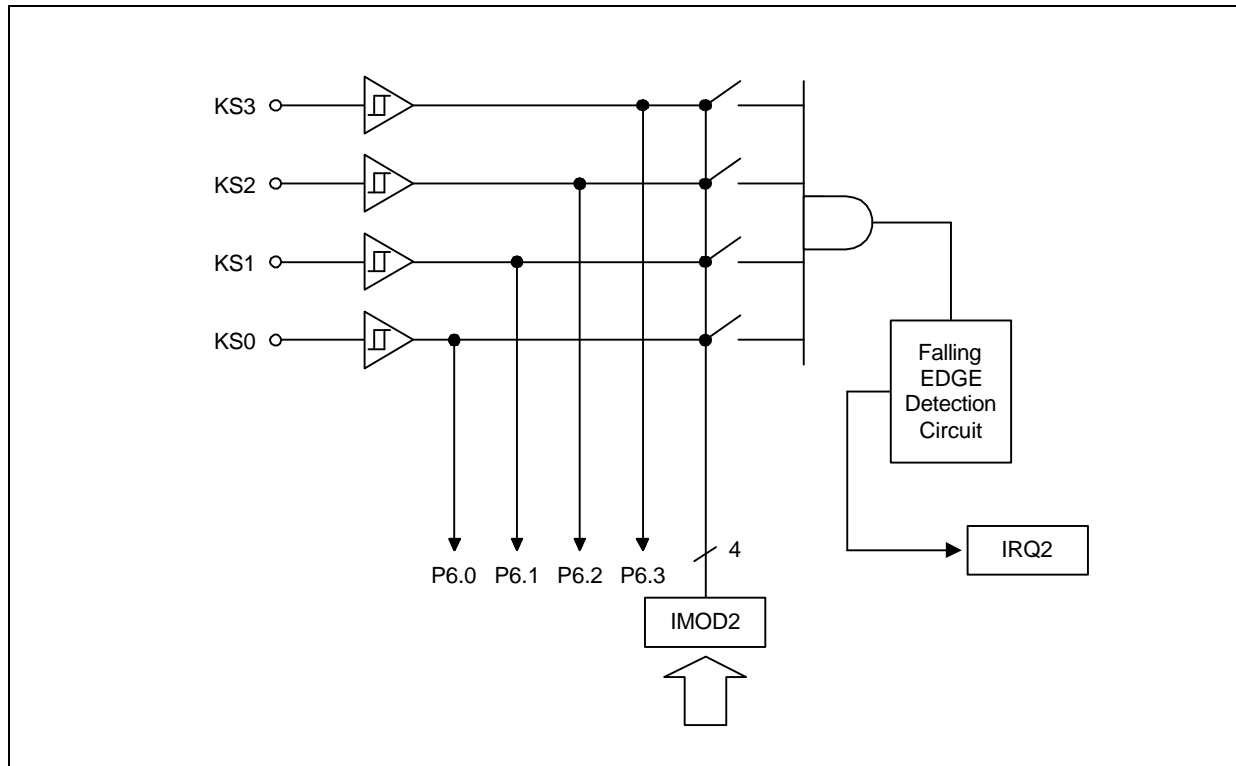 KS3
KS2
KS1
KS0
Falling
EDGE
Detection
Circuit
4
IRQ2
P6.0 P6.1 P6.2 P6.3
IMOD2